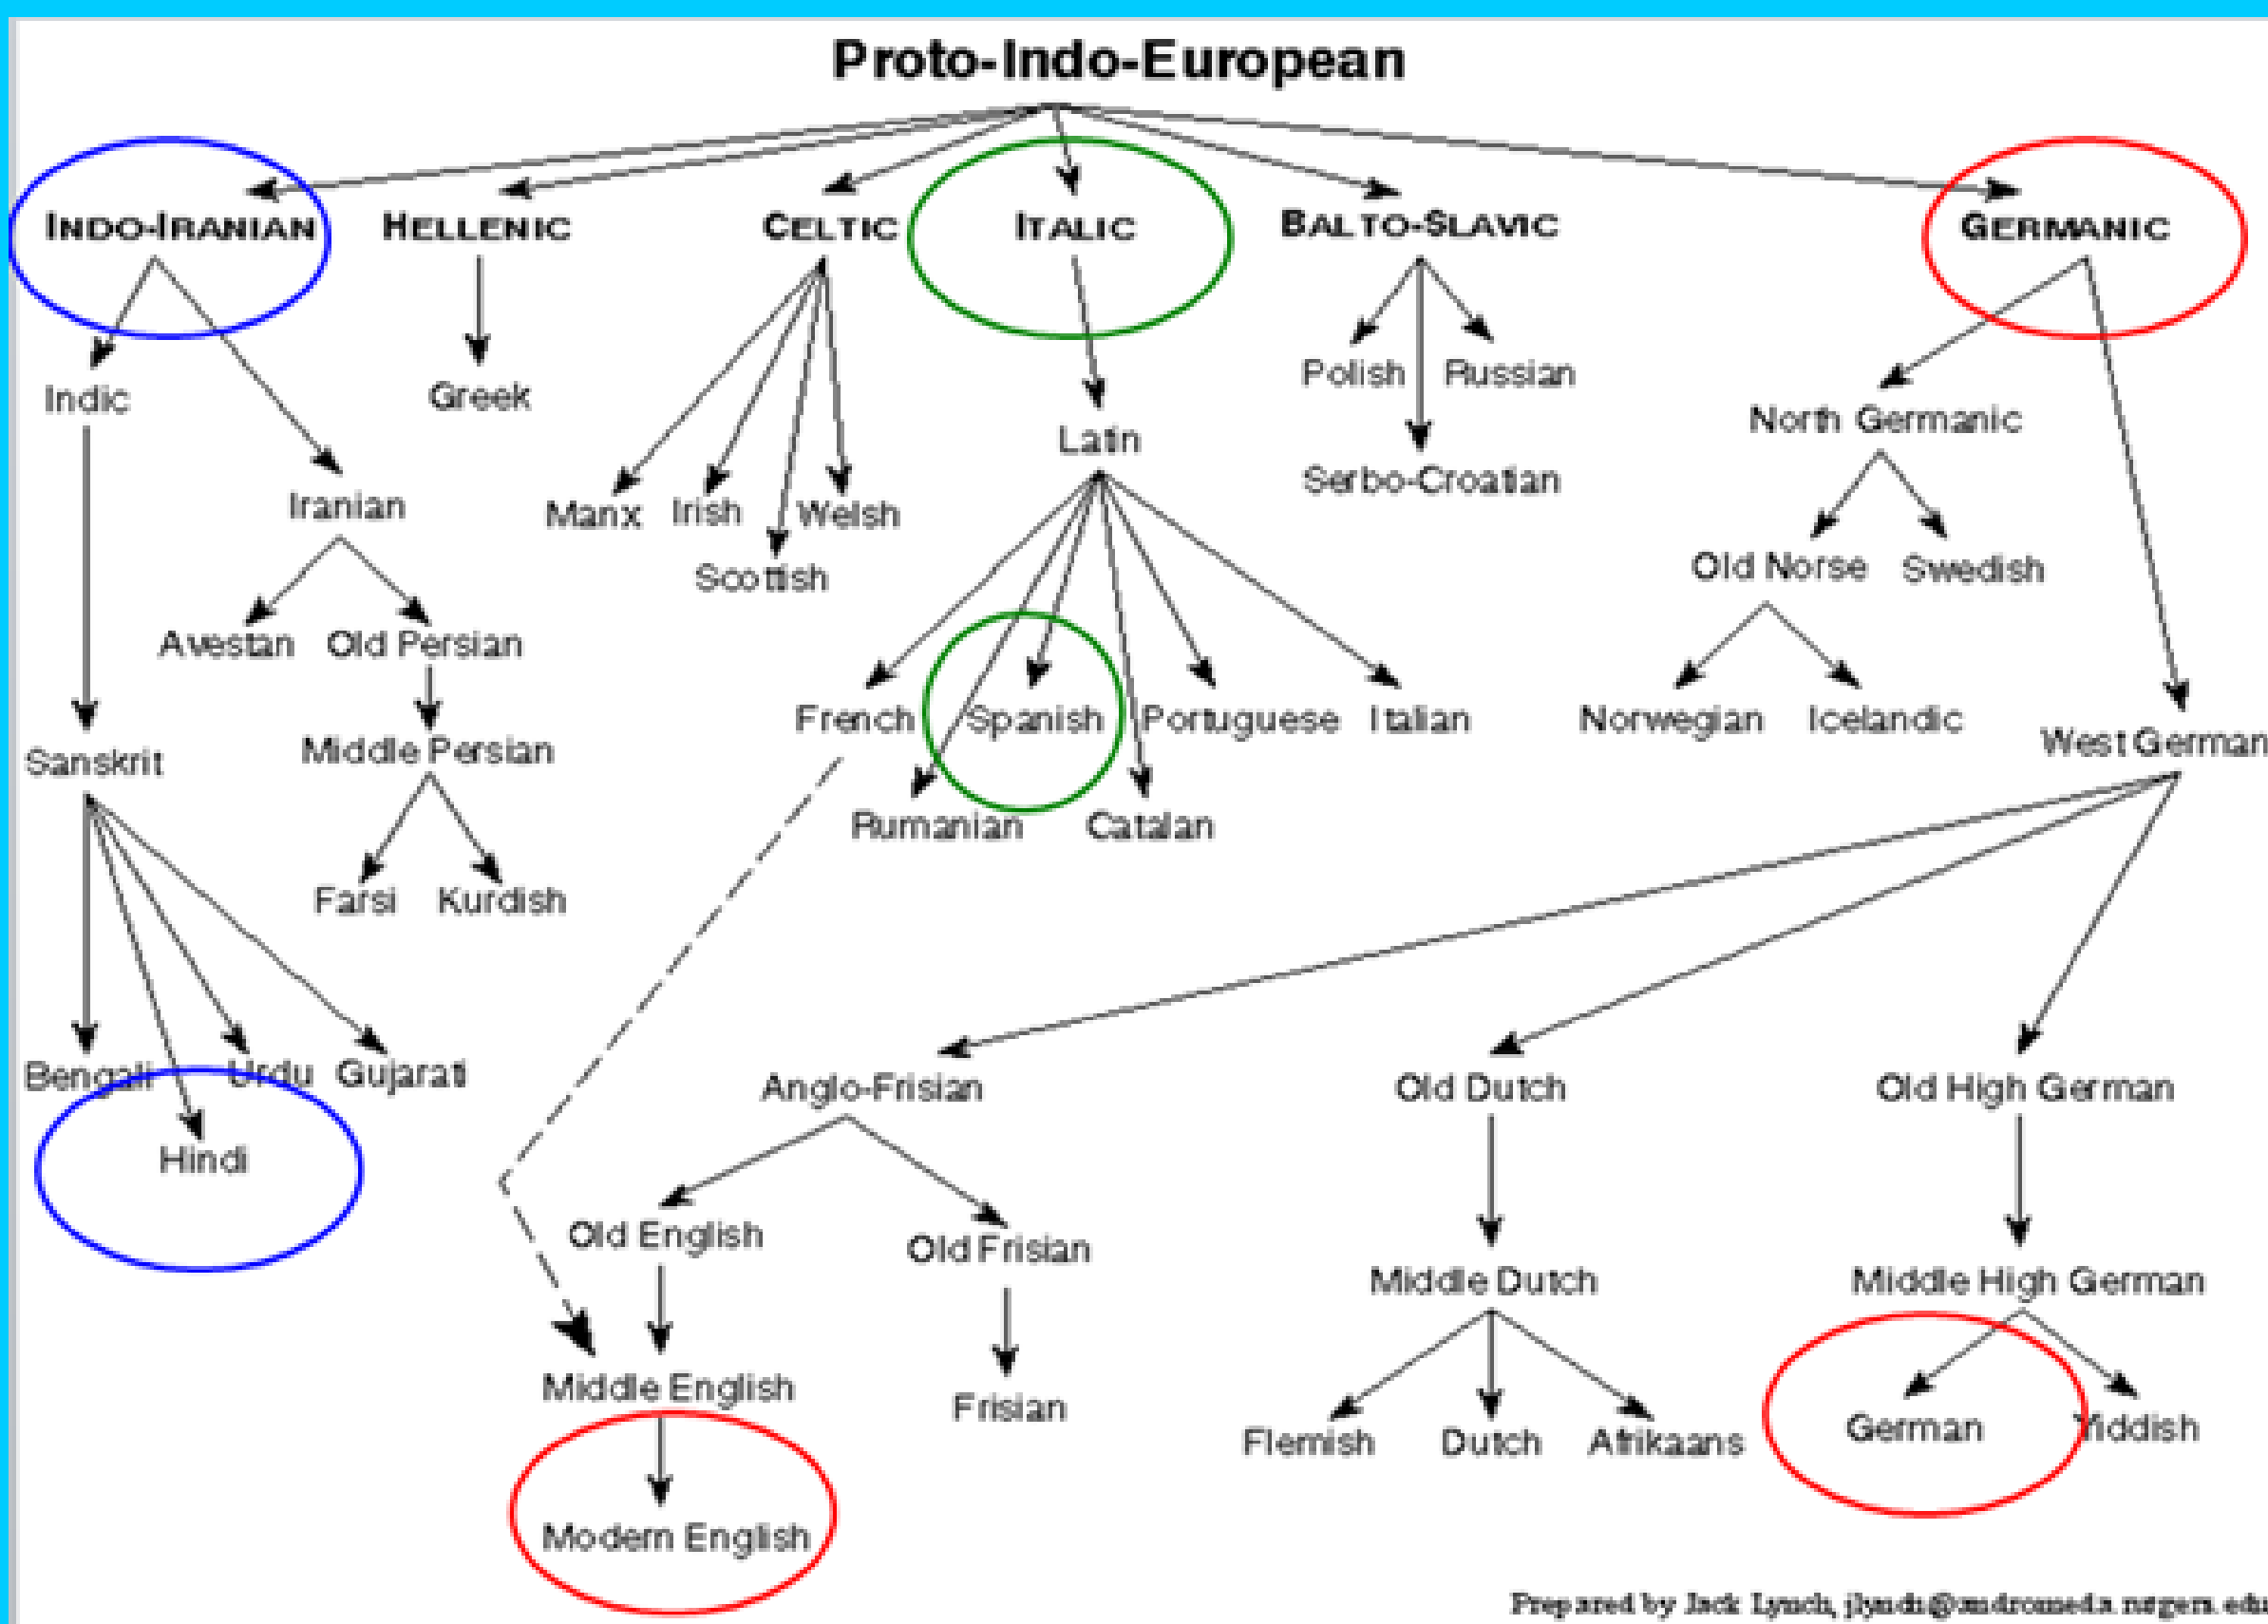 Proto-Indo-European
INDO-IRANIAN HELLENIC CELTIC ITALIC BALTO-SLAVIC GERMANIC
Indic Greek Polish Russian
North Germanic
Latin
Iranian Manx Irish Welsh Serbo-Croatian
Scottish Old Norse Swedish
Avestan Old Persian
French Spanish Portuguese Italian Norwegian Icelandic
Sanskrit Middle Persian West German
Rumanian Catalan
Farsi Kurdish
Bengali Urdu Gujarati Anglo-Frisian Old Dutch Old High German
Hindi
Old English Old Frisian
Middle Dutch Middle High German
Middle English Frisian
Flemish Dutch Afrikaans German Yiddish
Modern English
Prepared by Jack Lynch,